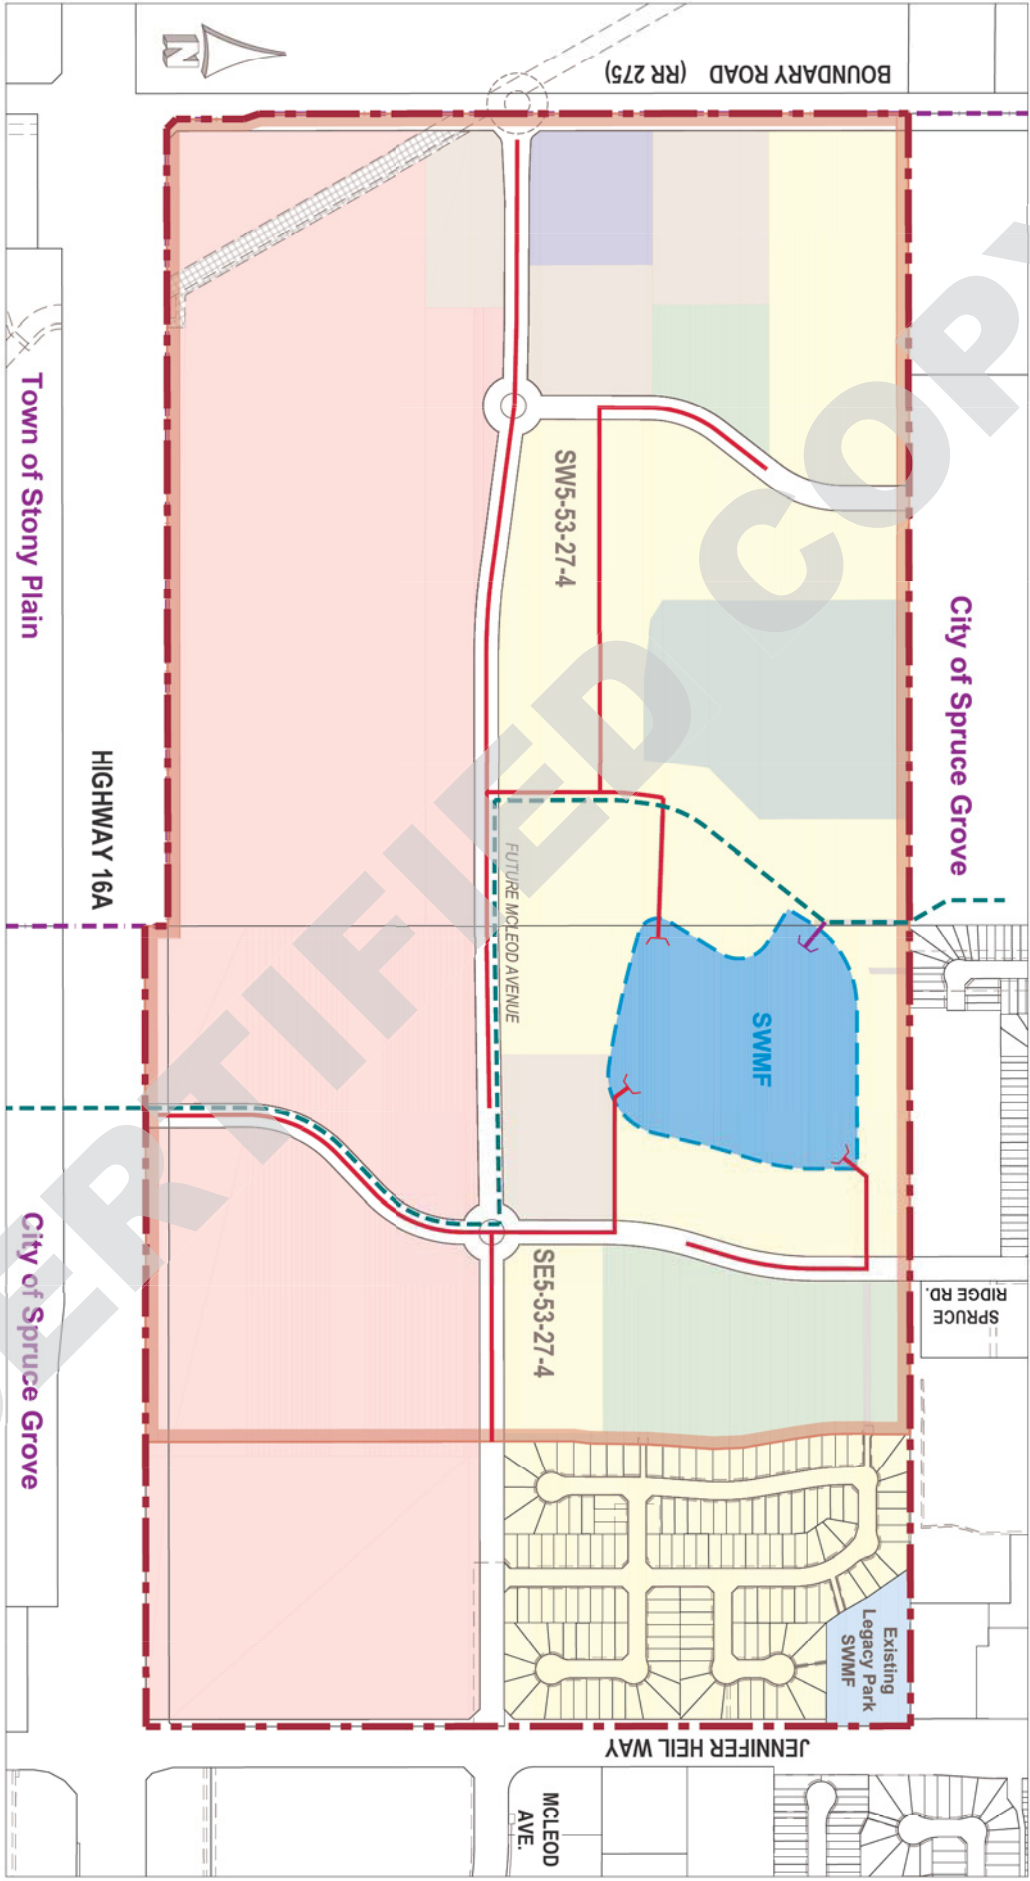 N
BOUNDARY ROAD (RR 275)
Town of Stony Plain
HIGHWAY 16A
SW5-53-27-4
City of Spruce Grove
FUTURE MCLEOD AVENUE
SWMF
City of Spruce Grove
SE5-53-27-4
SPRUCE
RIDGE RD.
Existing
Legacy Park
SWMF
JENNIFER HEIL WAY
MCLEOD
AVE.
ERTIFIED COPY